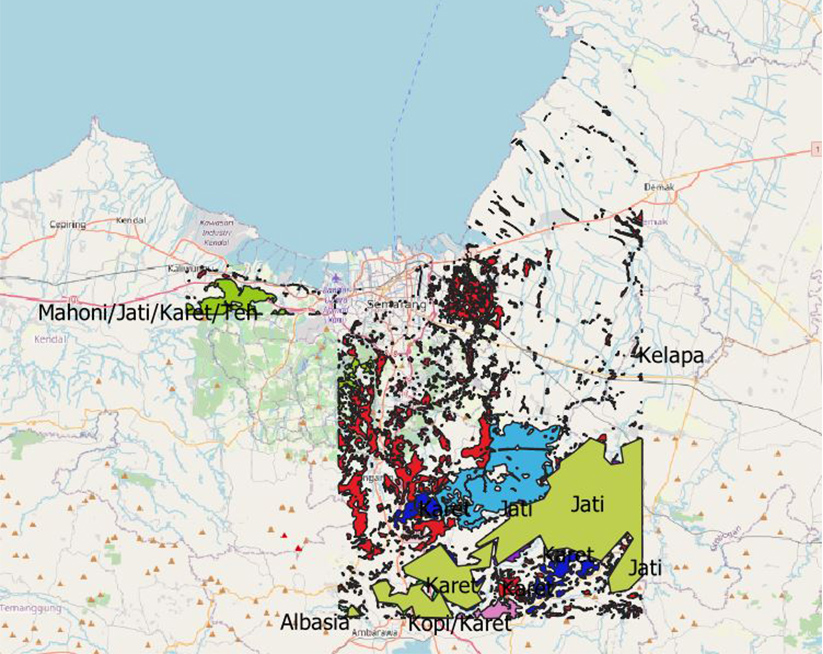 Demak
Cepiring
Kendal
Kawasan
Industri
Kendal
1
Semarang
Mahoni/Jati/Karet/Teh
Kendal
Kelapa
Jati
Karet
Jati
Karet
Jati
Karet
Karet
Temanggung
Albasia
Kopi/Karet
Ambarawa